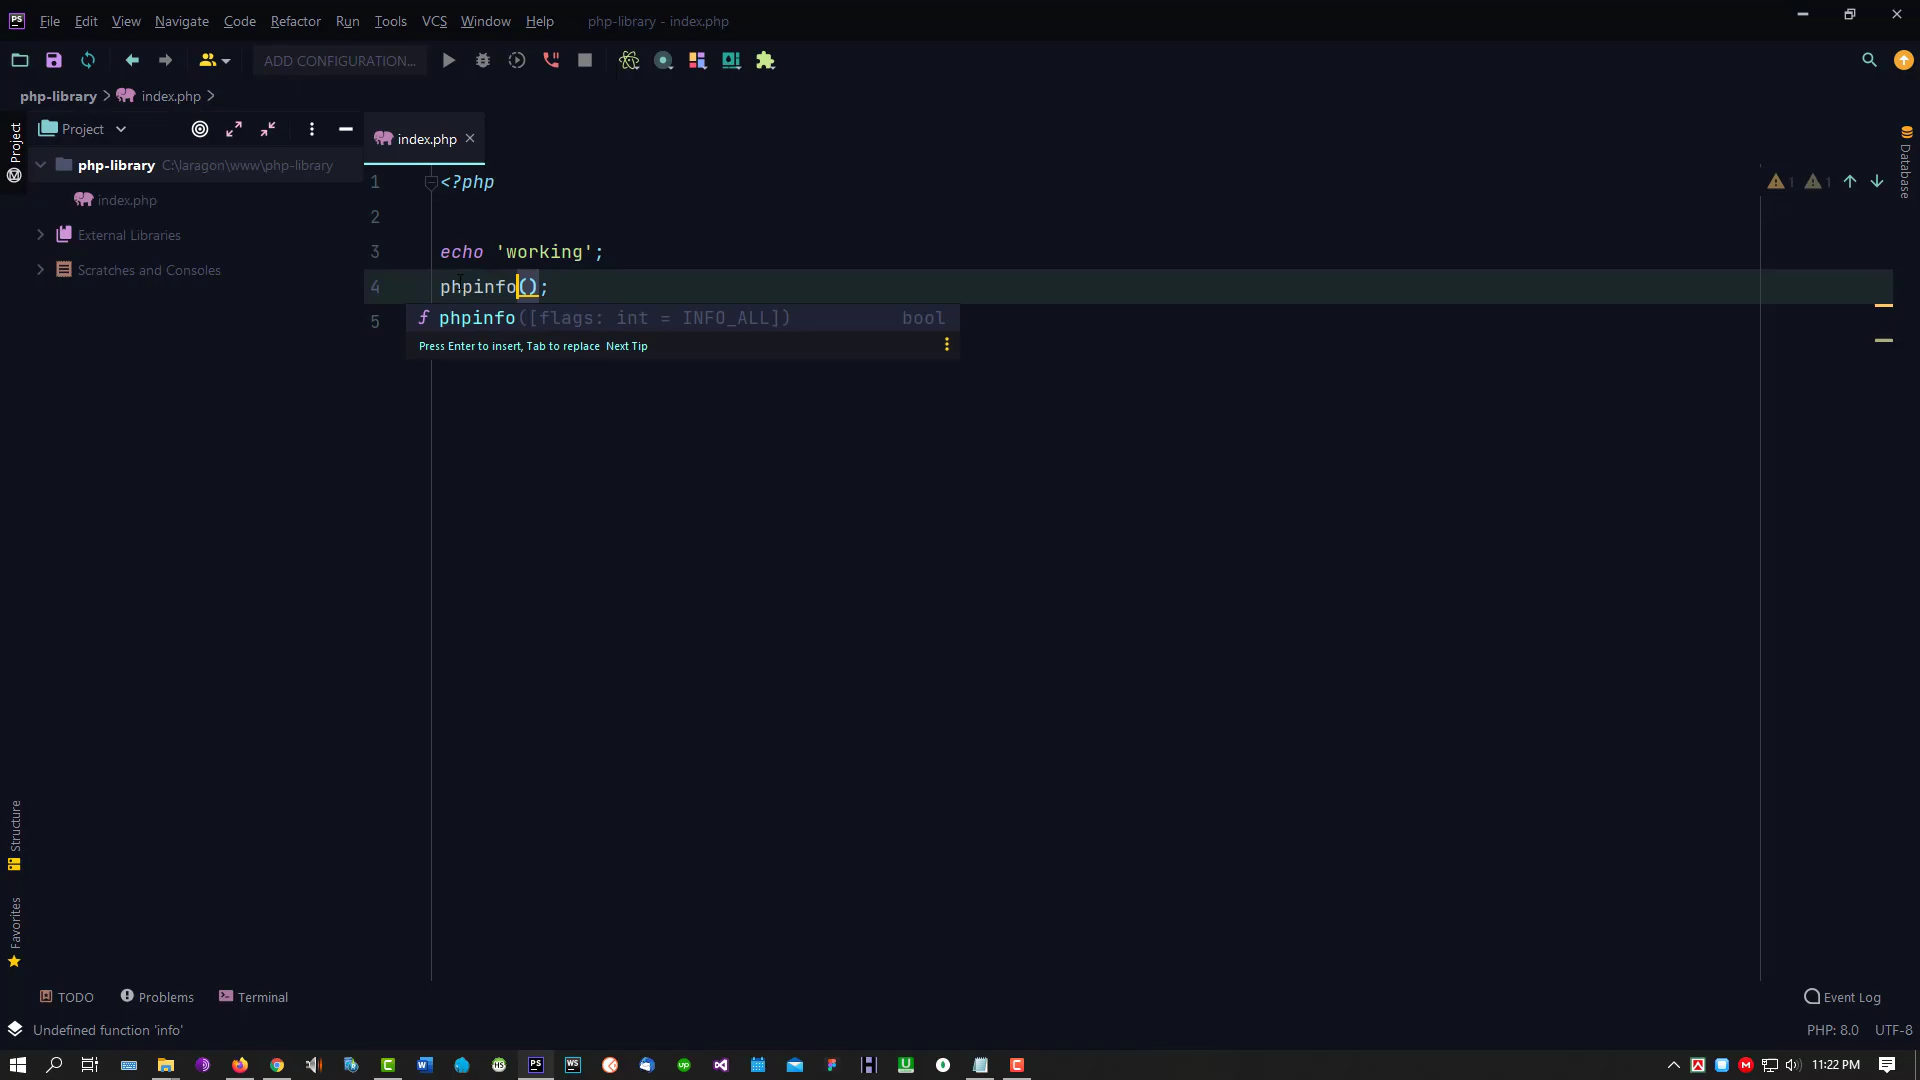 PS File Edit View Navigate Code Refactor Run Tools VCS Window Help php-library - index.php
ADD CONFIGURATION...
php-library > index.php >
Project
Project
index.php
Database
php-library C:\laragon\www\php-library
index.php
External Libraries
Scratches and Consoles
1 <?php
2
3 echo 'working';
4 phpinfo();
5
1 1
f phpinfo([flags: int = INFO_ALL]) bool
Press Enter to insert, Tab to replace Next Tip
Structure
Favorites
TODO Problems Terminal Event Log
Undefined function 'info' PHP: 8.0 UTF-8
11:22 PM